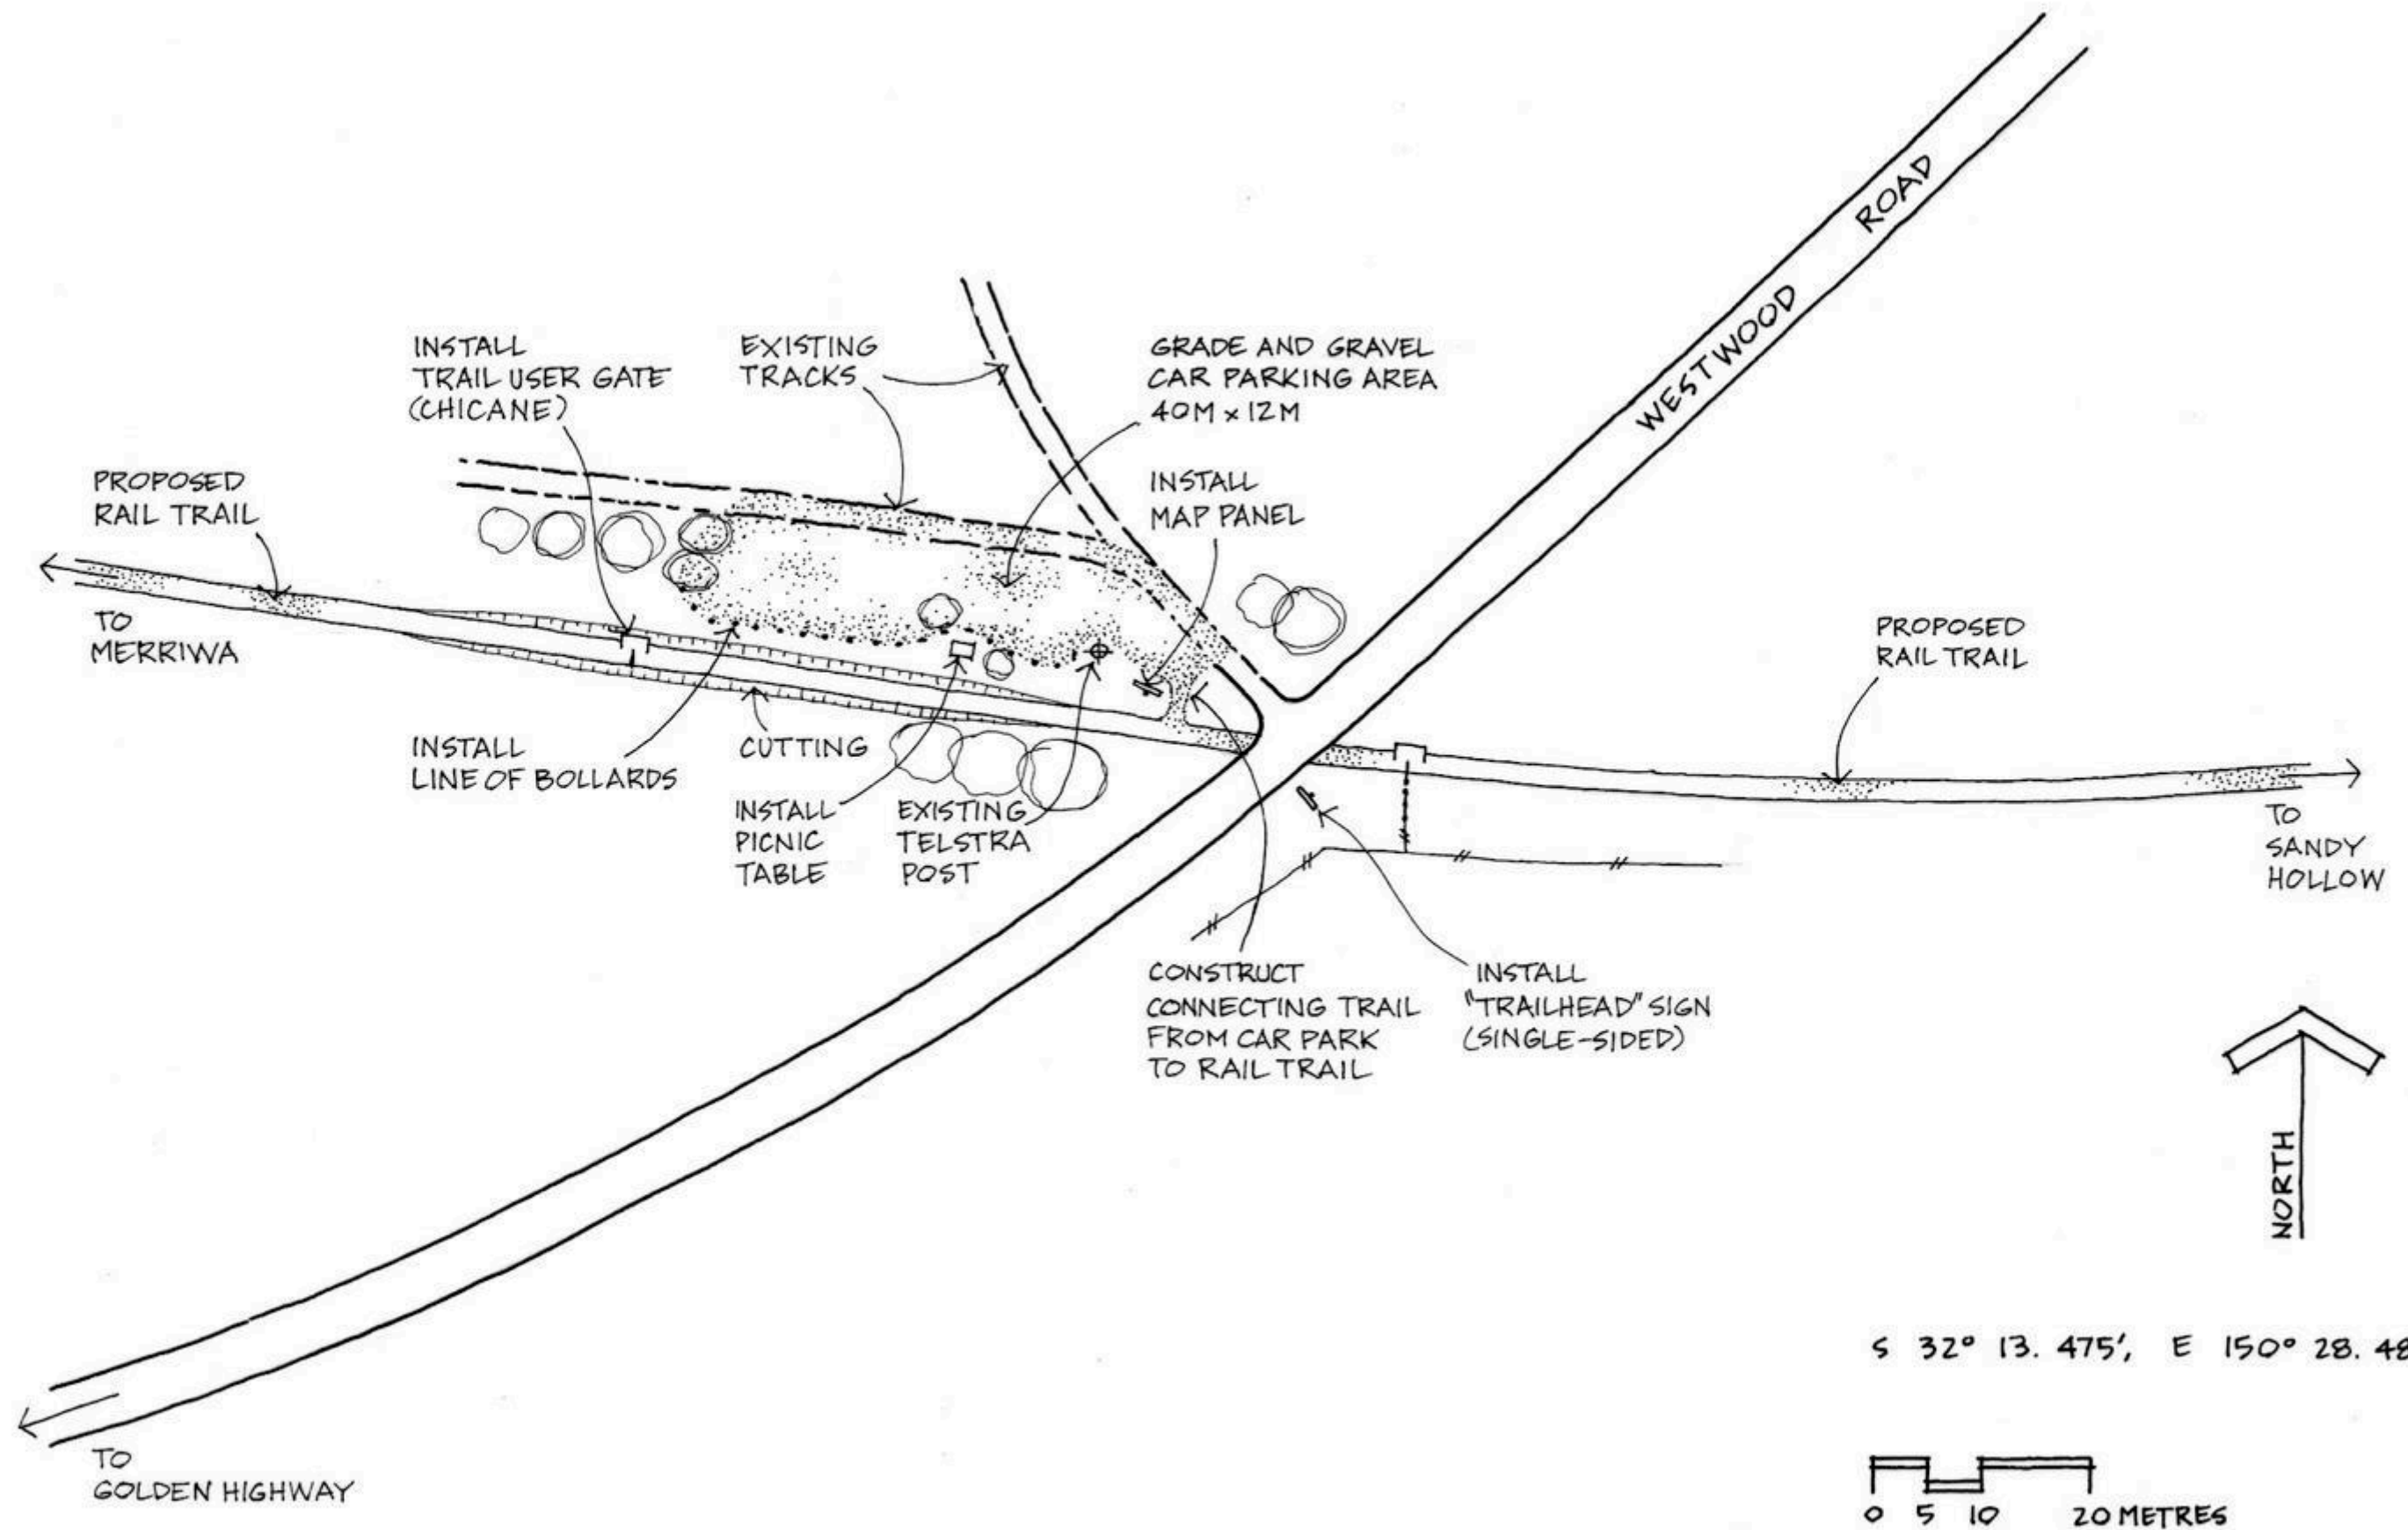 WESTWOOD ROAD
INSTALL
TRAIL USER GATE
(CHICANE)
EXISTING
TRACKS
GRADE AND GRAVEL
CAR PARKING AREA
40M x 12M
PROPOSED
RAIL TRAIL
INSTALL
MAP PANEL
TO
MERRIWA
PROPOSED
RAIL TRAIL
INSTALL
LINE OF BOLLARDS
CUTTING
INSTALL
PICNIC
TABLE
EXISTING
TELSTRA
POST
TO
SANDY
HOLLOW
CONSTRUCT
CONNECTING TRAIL
FROM CAR PARK
TO RAIL TRAIL
INSTALL
"TRAILHEAD" SIGN
(SINGLE-SIDED)
NORTH
S 32° 13. 475', E 150° 28. 48
TO
GOLDEN HIGHWAY
0 5 10 20 METRES